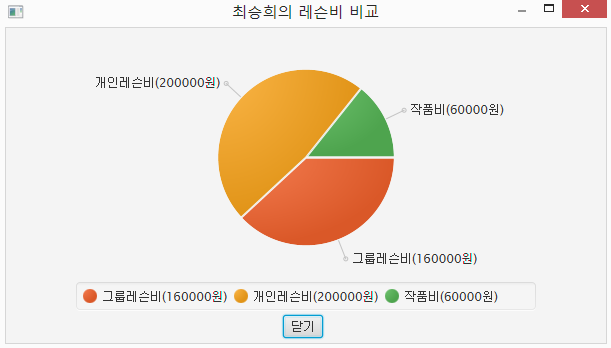 최승희의 레슨비 비교
개인레슨비(200000원)
작품비(60000원)
그룹레슨비(160000원)
그룹레슨비(160000원) 개인레슨비(200000원) 작품비(60000원)
닫기